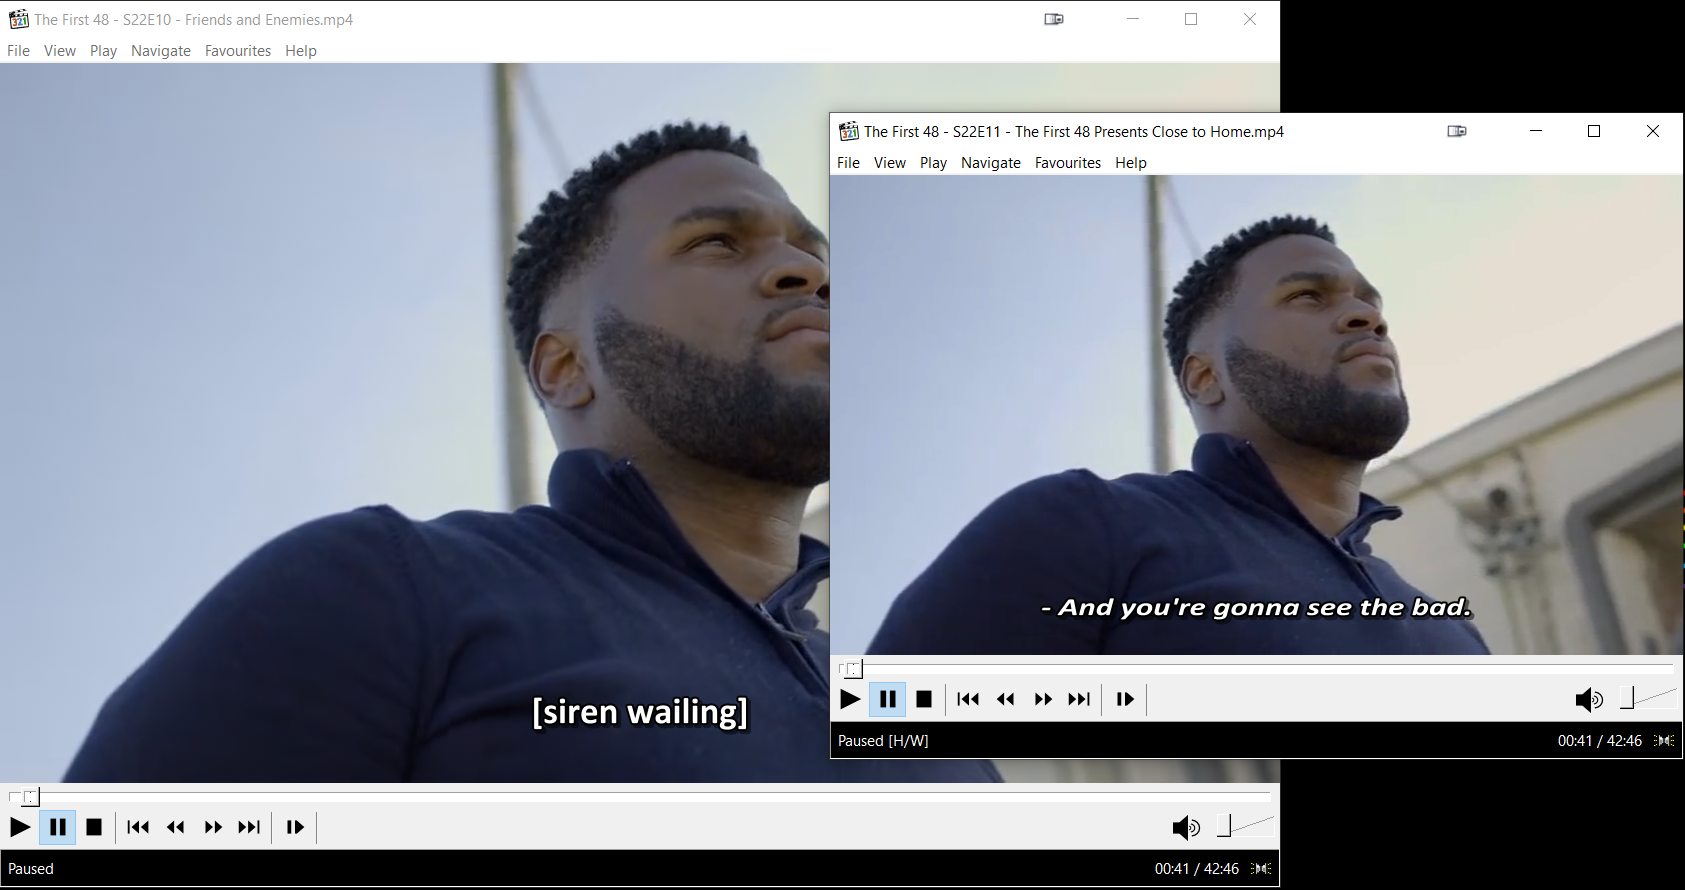 The First 48 - S22E10 - Friends and Enemies.mp4
File View Play Navigate Favourites Help
[siren wailing]
Paused
00:41 / 42:46
The First 48 - S22E11 - The First 48 Presents Close to Home.mp4
File View Play Navigate Favourites Help
- And you're gonna see the bad.
Paused [H/W]
00:41 / 42:46